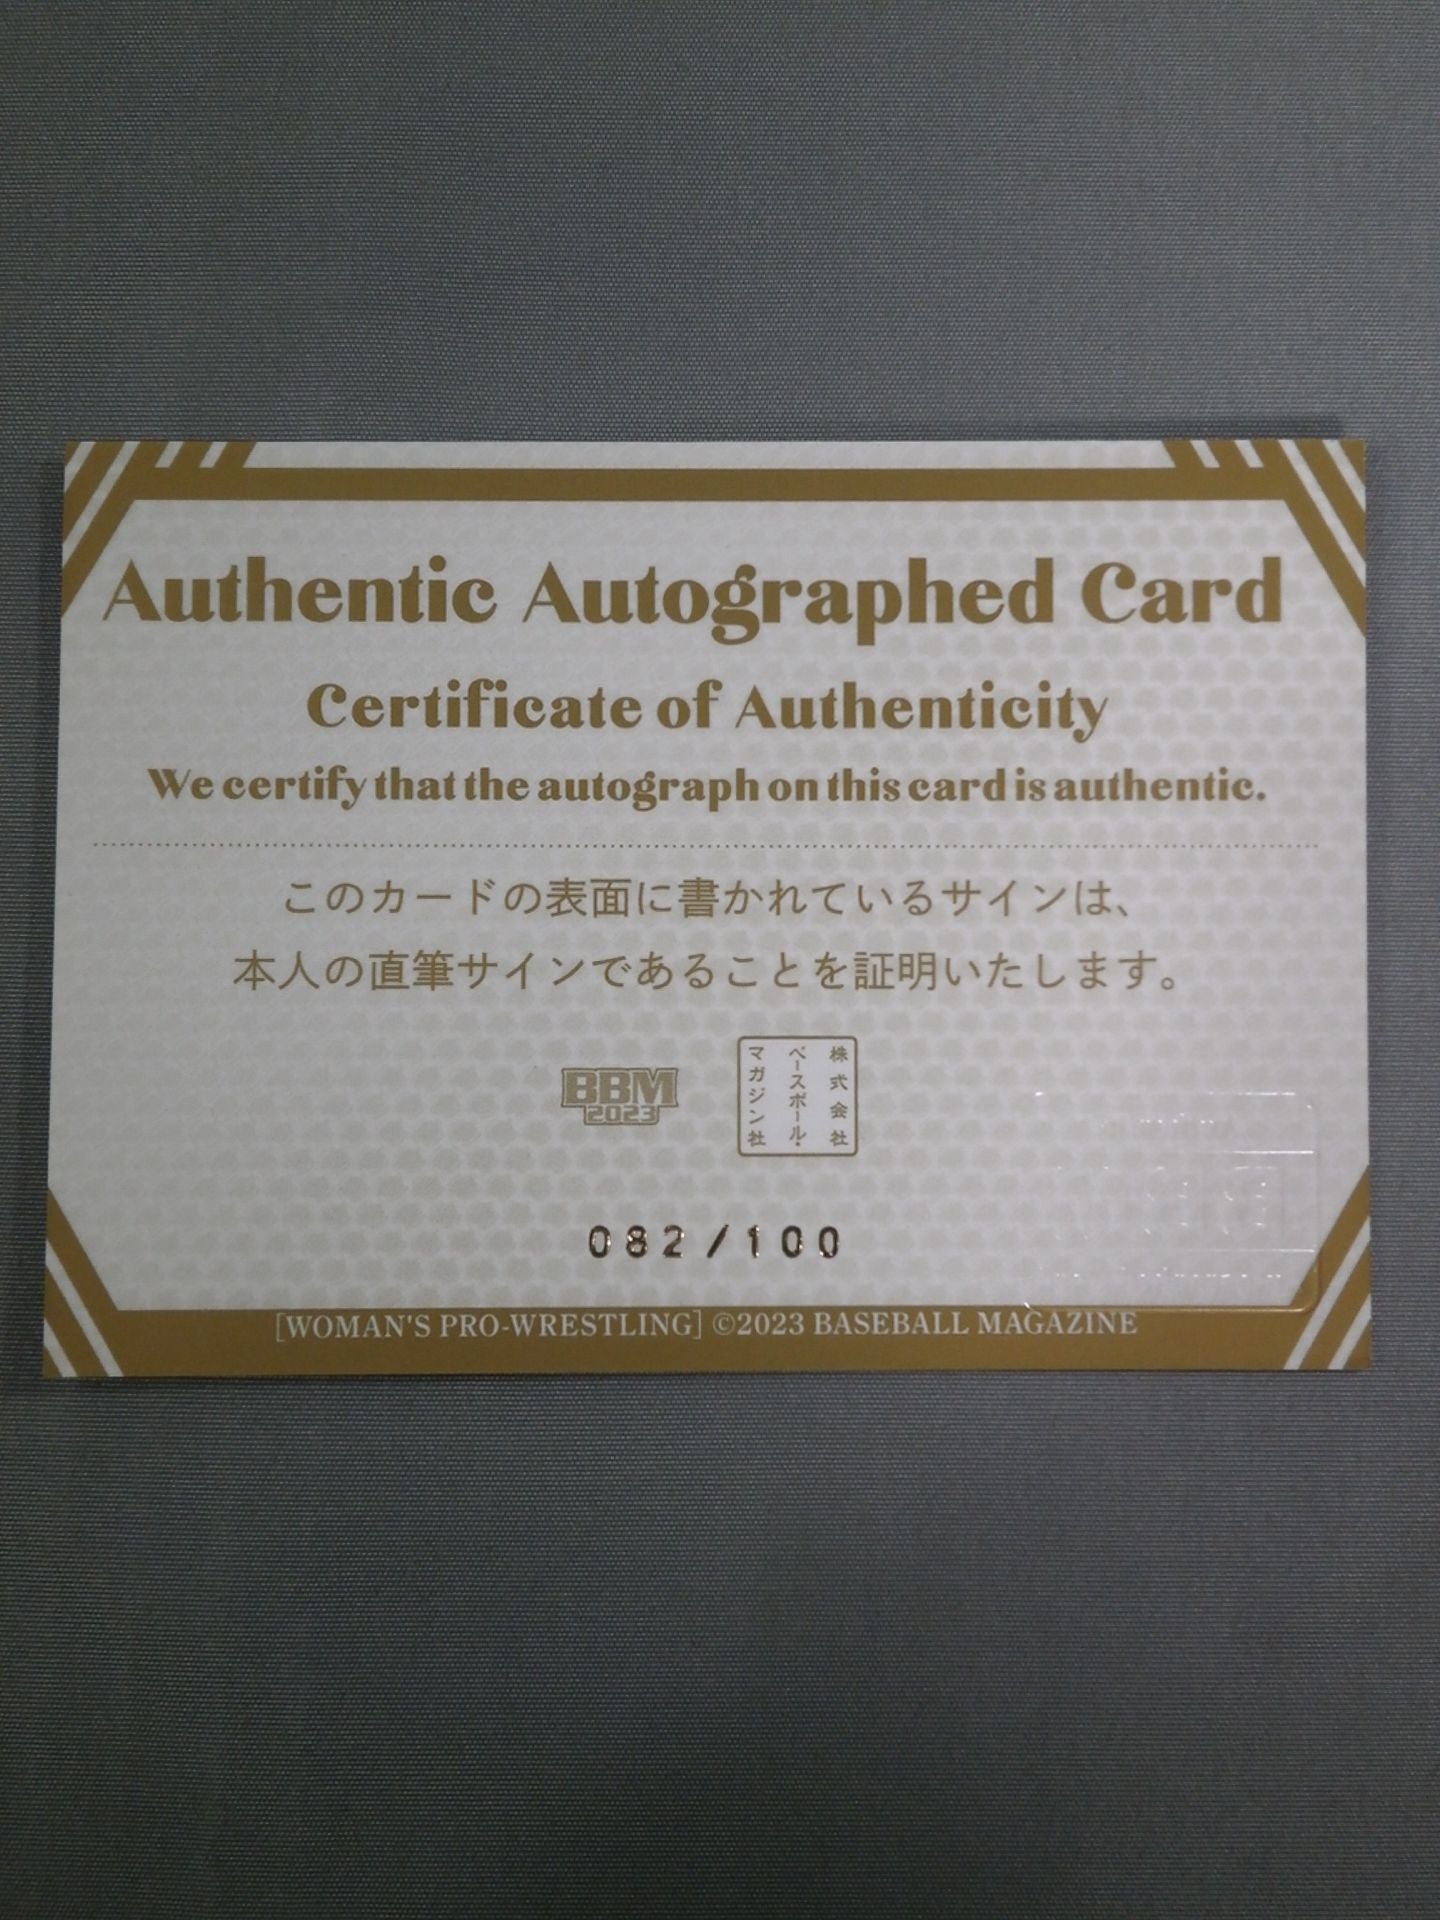 Authentic Autographed Card
Certificate of Authenticity
We certify that the autograph on this card is authentic.
このカードの表面に書かれているサインは、
本人の直筆サインであることを証明いたします。
BBM
2023
株式会社
ベースボール・
マガジン社
082/100
[WOMAN'S PRO-WRESTLING] ©2023 BASEBALL MAGAZINE